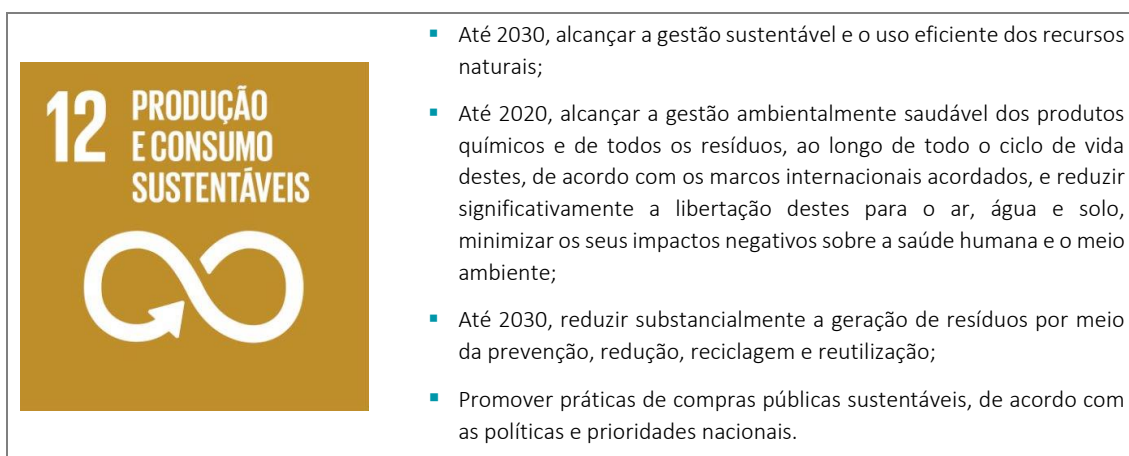 12 PRODUÇÃO
E CONSUMO
SUSTENTÁVEIS
▪ Até 2030, alcançar a gestão sustentável e o uso eficiente dos recursos
naturais;
▪ Até 2020, alcançar a gestão ambientalmente saudável dos produtos
químicos e de todos os resíduos, ao longo de todo o ciclo de vida
destes, de acordo com os marcos internacionais acordados, e reduzir
significativamente a libertação destes para o ar, água e solo,
minimizar os seus impactos negativos sobre a saúde humana e o meio
ambiente;
▪ Até 2030, reduzir substancialmente a geração de resíduos por meio
da prevenção, redução, reciclagem e reutilização;
▪ Promover práticas de compras públicas sustentáveis, de acordo com
as políticas e prioridades nacionais.